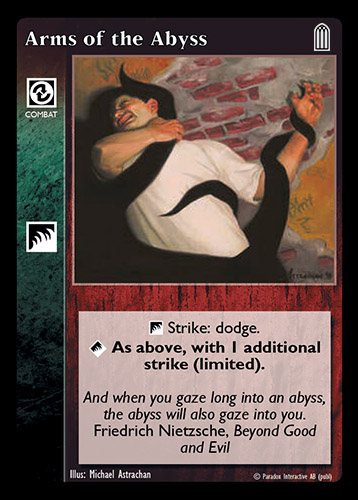 Arms of the Abyss
COMBAT
Strike: dodge.
As above, with 1 additional
strike (limited).
And when you gaze long into an abyss,
the abyss will also gaze into you.
Friedrich Nietzsche, Beyond Good
and Evil
Illus: Michael Astrachan
© Paradox Interactive AB (publ)